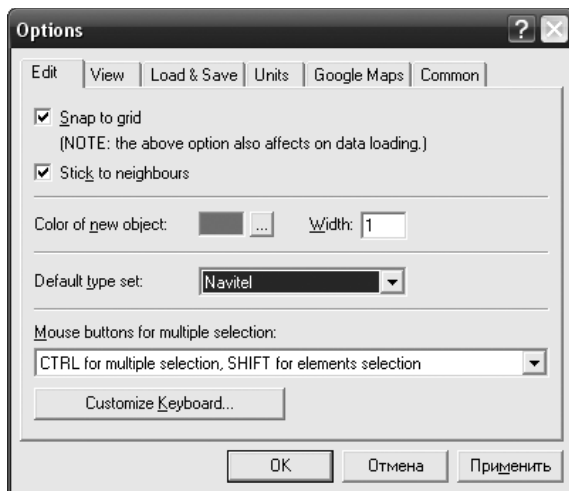 Options
Edit View Load & Save Units Google Maps Common
Snap to grid
(NOTE: the above option also affects on data loading.)
Stick to neighbours
Color of new object: ... Width: 1
Default type set: Navitel
Mouse buttons for multiple selection:
CTRL for multiple selection, SHIFT for elements selection
Customize Keyboard...
OK Отмена Применить